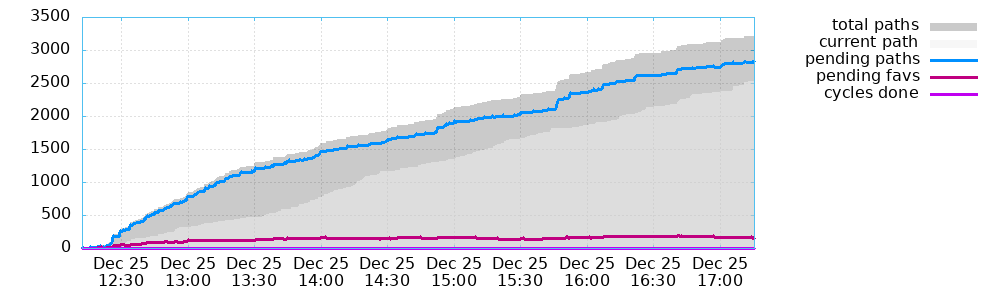 3500
3000
2500
2000
1500
1000
500
0
Dec 25 Dec 25 Dec 25 Dec 25 Dec 25 Dec 25 Dec 25 Dec 25 Dec 25 Dec 25
12:30 13:00 13:30 14:00 14:30 15:00 15:30 16:00 16:30 17:00
total paths
current path
pending paths
pending favs
cycles done